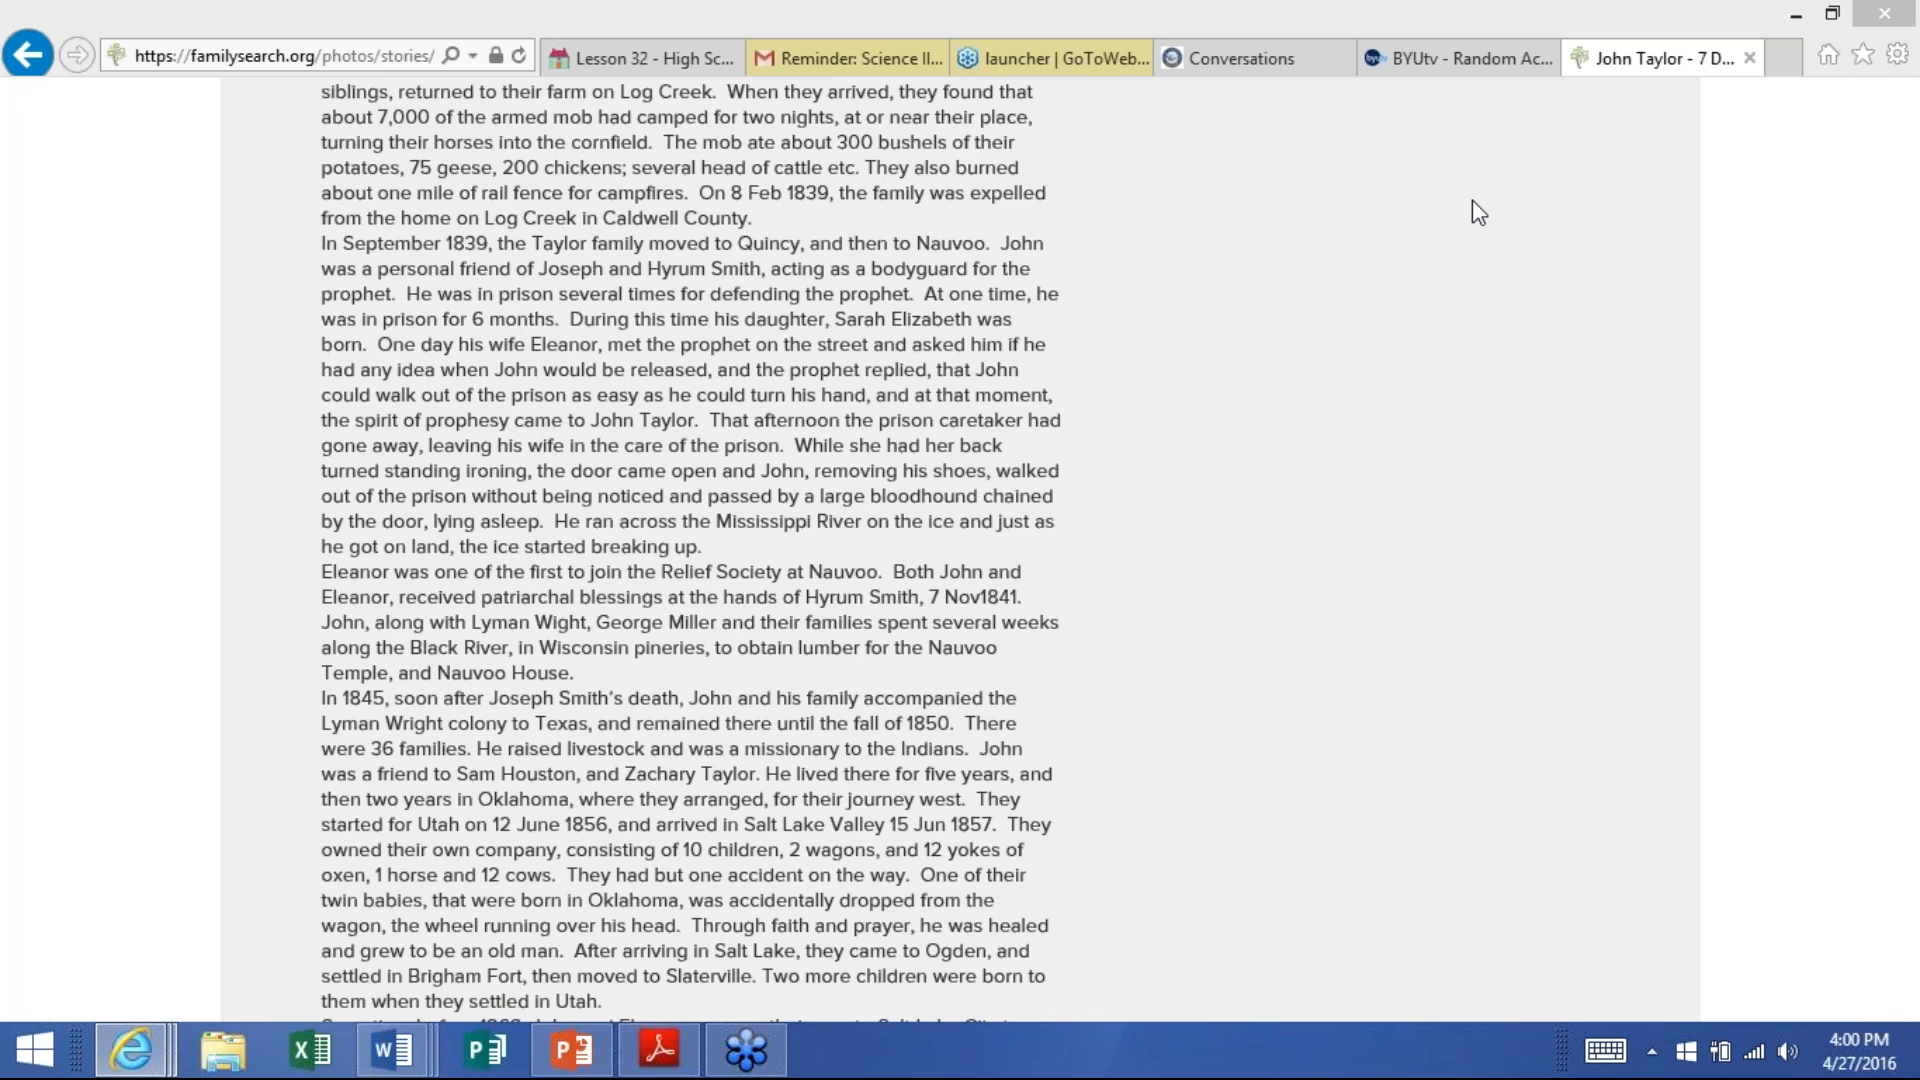 https://familysearch.org/photos/stories/
Lesson 32 - High Sc...
Reminder: Science II...
launcher | GoToWeb...
Conversations
BYUtv - Random Ac...
John Taylor - 7 D...
siblings, returned to their farm on Log Creek.  When they arrived, they found that
about 7,000 of the armed mob had camped for two nights, at or near their place,
turning their horses into the cornfield.  The mob ate about 300 bushels of their
potatoes, 75 geese, 200 chickens; several head of cattle etc. They also burned
about one mile of rail fence for campfires.  On 8 Feb 1839, the family was expelled
from the home on Log Creek in Caldwell County.
In September 1839, the Taylor family moved to Quincy, and then to Nauvoo.  John
was a personal friend of Joseph and Hyrum Smith, acting as a bodyguard for the
prophet.  He was in prison several times for defending the prophet.  At one time, he
was in prison for 6 months.  During this time his daughter, Sarah Elizabeth was
born.  One day his wife Eleanor, met the prophet on the street and asked him if he
had any idea when John would be released, and the prophet replied, that John
could walk out of the prison as easy as he could turn his hand, and at that moment,
the spirit of prophesy came to John Taylor.  That afternoon the prison caretaker had
gone away, leaving his wife in the care of the prison.  While she had her back
turned standing ironing, the door came open and John, removing his shoes, walked
out of the prison without being noticed and passed by a large bloodhound chained
by the door, lying asleep.  He ran across the Mississippi River on the ice and just as
he got on land, the ice started breaking up.
Eleanor was one of the first to join the Relief Society at Nauvoo.  Both John and
Eleanor, received patriarchal blessings at the hands of Hyrum Smith, 7 Nov1841.
John, along with Lyman Wight, George Miller and their families spent several weeks
along the Black River, in Wisconsin pineries, to obtain lumber for the Nauvoo
Temple, and Nauvoo House.
In 1845, soon after Joseph Smith's death, John and his family accompanied the
Lyman Wright colony to Texas, and remained there until the fall of 1850.  There
were 36 families. He raised livestock and was a missionary to the Indians.  John
was a friend to Sam Houston, and Zachary Taylor. He lived there for five years, and
then two years in Oklahoma, where they arranged, for their journey west.  They
started for Utah on 12 June 1856, and arrived in Salt Lake Valley 15 Jun 1857.  They
owned their own company, consisting of 10 children, 2 wagons, and 12 yokes of
oxen, 1 horse and 12 cows.  They had but one accident on the way.  One of their
twin babies, that were born in Oklahoma, was accidentally dropped from the
wagon, the wheel running over his head.  Through faith and prayer, he was healed
and grew to be an old man.  After arriving in Salt Lake, they came to Ogden, and
settled in Brigham Fort, then moved to Slaterville. Two more children were born to
them when they settled in Utah.
4:00 PM
4/27/2016